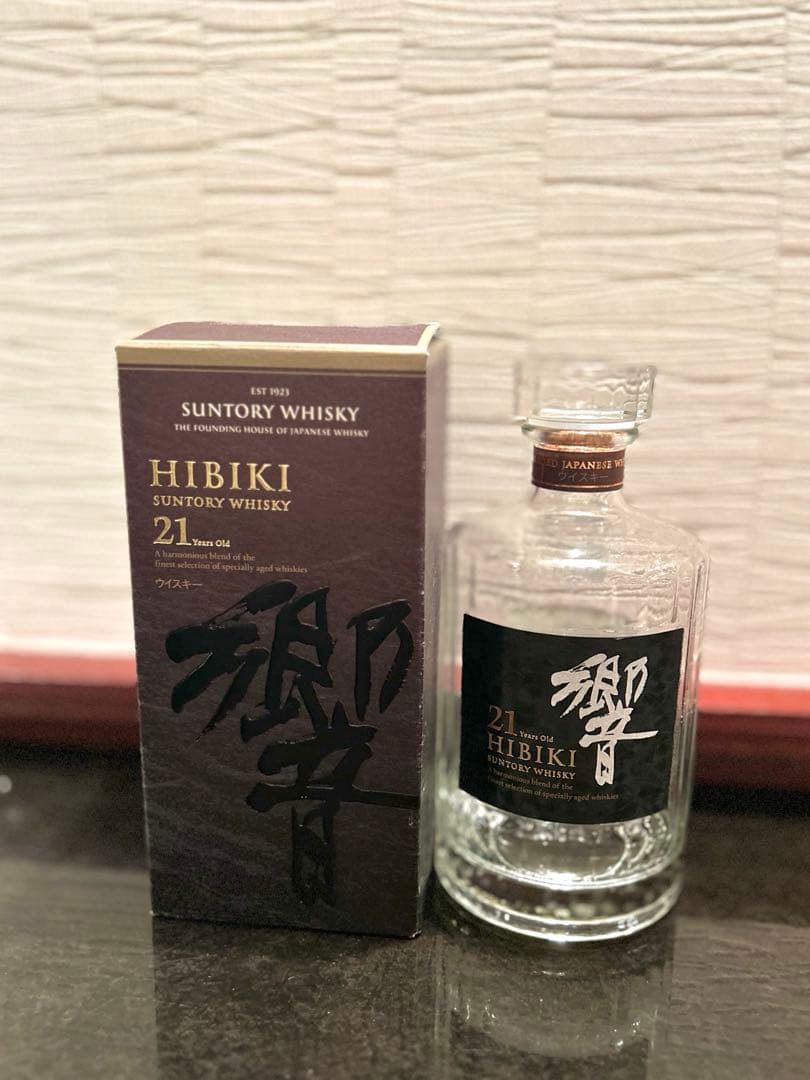 EST 1923
SUNTORY WHISKY
THE FOUNDING HOUSE OF JAPANESE WHISKY
HIBIKI
SUNTORY WHISKY
21 Years Old
A harmonious blend of the
finest selection of specially aged whiskies
ウイスキー
響
JAPANESE
ウイスキー
響
21 Years Old
HIBIKI
SUNTORY WHISKY
A harmonious blend of the
finest selection of specially aged whiskies